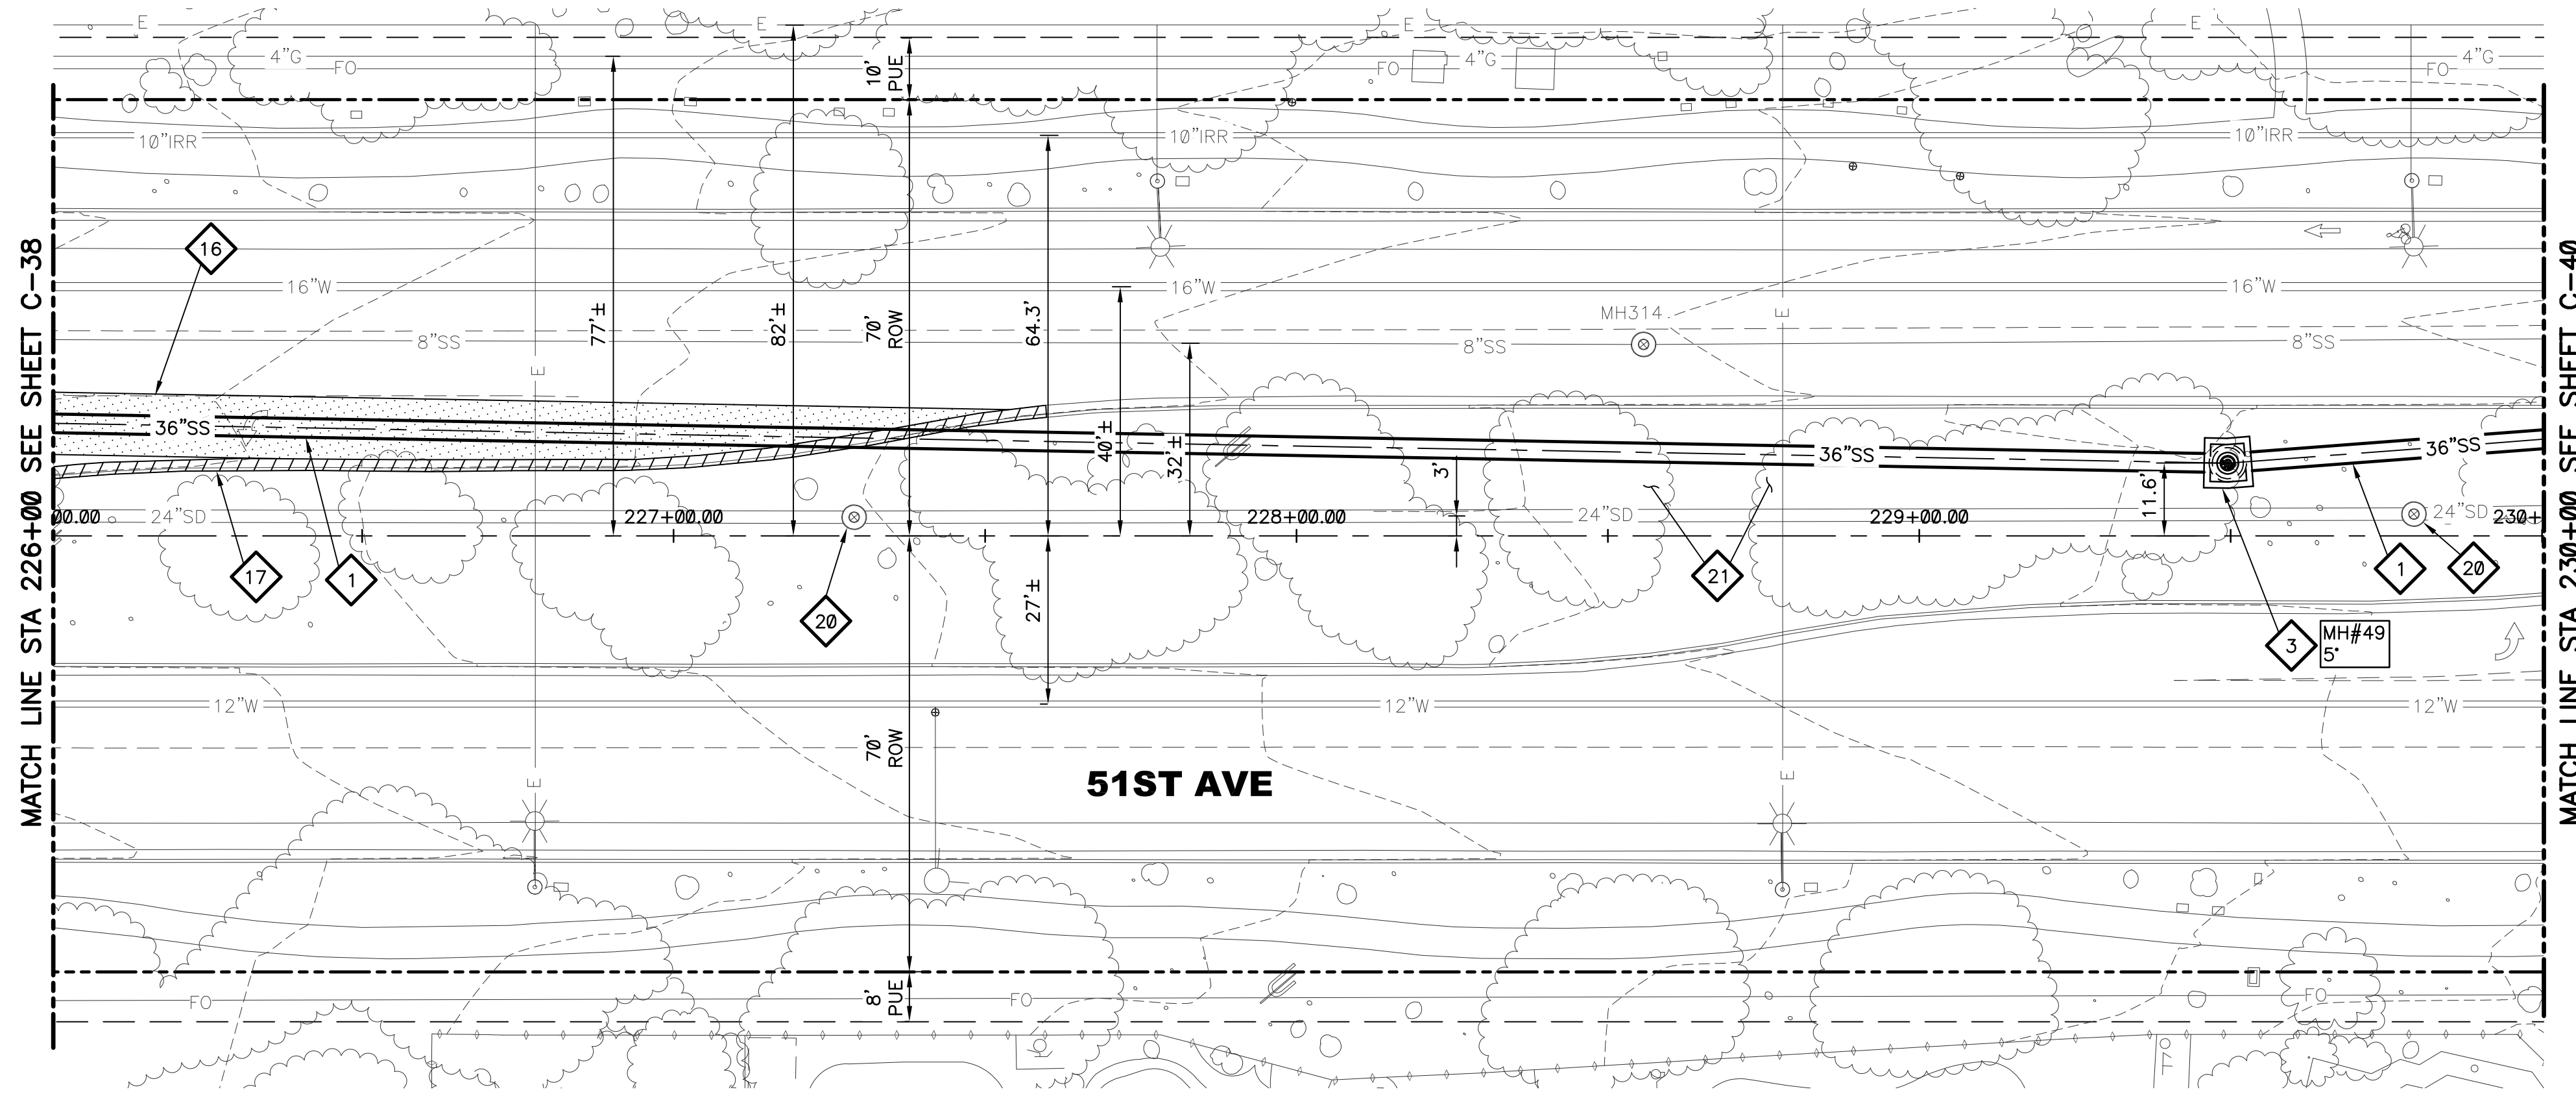 E
E
E
E
4"G
FO
10'
PUE
FO
4"G
FO
4"G
10"IRR
10"IRR
10"IRR
16
16"W
16"W
16"W
77'±
82'±
70'
ROW
64.3'
MH314
E
E
8"SS
8"SS
8"SS
36"SS
40'±
32'±
3'
36"SS
36"SS
11.6'
00.00
24"SD
227+00.00
228+00.00
24"SD
229+00.00
24"SD
230+
17
1
20
27'±
21
1
20
3
MH#49
5°
12"W
12"W
12"W
70'
ROW
51ST AVE
E
E
8'
PUE
FO
FO
FO
MATCH LINE STA 226+00 SEE SHEET C-38
MATCH LINE STA 230+00 SEE SHEET C-40